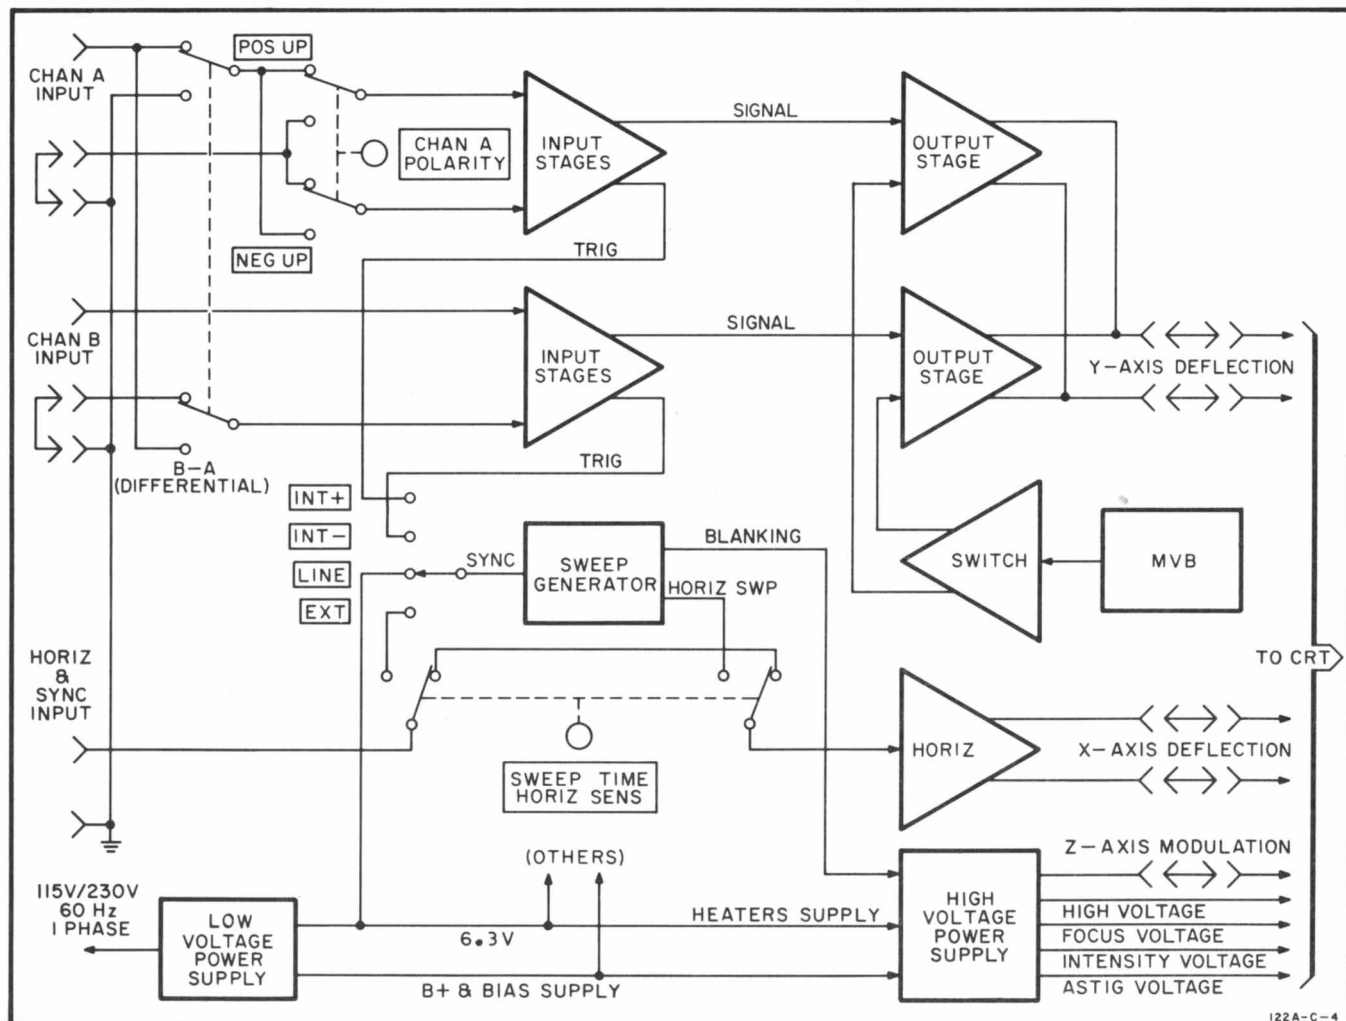 POS UP
CHAN A
INPUT
CHAN A
POLARITY
INPUT
STAGES
SIGNAL
OUTPUT
STAGE
NEG UP
TRIG
CHAN B
INPUT
INPUT
STAGES
SIGNAL
OUTPUT
STAGE
Y-AXIS DEFLECTION
B-A
(DIFFERENTIAL)
TRIG
INT+
INT-
LINE
EXT
SYNC
SWEEP
GENERATOR
BLANKING
HORIZ SWP
SWITCH
MVB
TO CRT
HORIZ
&
SYNC
INPUT
SWEEP TIME
HORIZ SENS
HORIZ
X-AXIS DEFLECTION
(OTHERS)
Z-AXIS MODULATION
115V/230V
60 Hz
1 PHASE
LOW
VOLTAGE
POWER
SUPPLY
6.3V
HEATERS SUPPLY
B+ & BIAS SUPPLY
HIGH
VOLTAGE
POWER
SUPPLY
HIGH VOLTAGE
FOCUS VOLTAGE
INTENSITY VOLTAGE
ASTIG VOLTAGE
122A-C-4